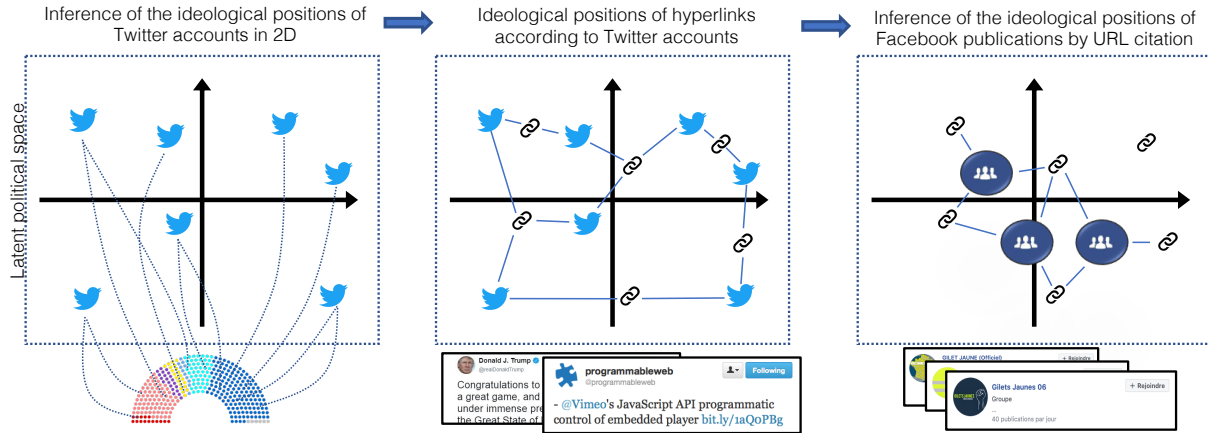 Inference of the ideological positions of
Twitter accounts in 2D
Ideological positions of hyperlinks
according to Twitter accounts
Inference of the ideological positions of
Facebook publications by URL citation
Latent political space
Donald J. Trump
@realDonaldTrump
Congratulations to
a great game, and
under immense pre
the Great State of
programmableweb
@programmableweb
Following
- @Vimeo's JavaScript API programmatic
control of embedded player bit.ly/1aQ0PBg
GILET JAUNE (Officiel)
+ Rejoindre
Gilets Jaunes 06
Groupe
...
40 publications par jour
+ Rejoindre